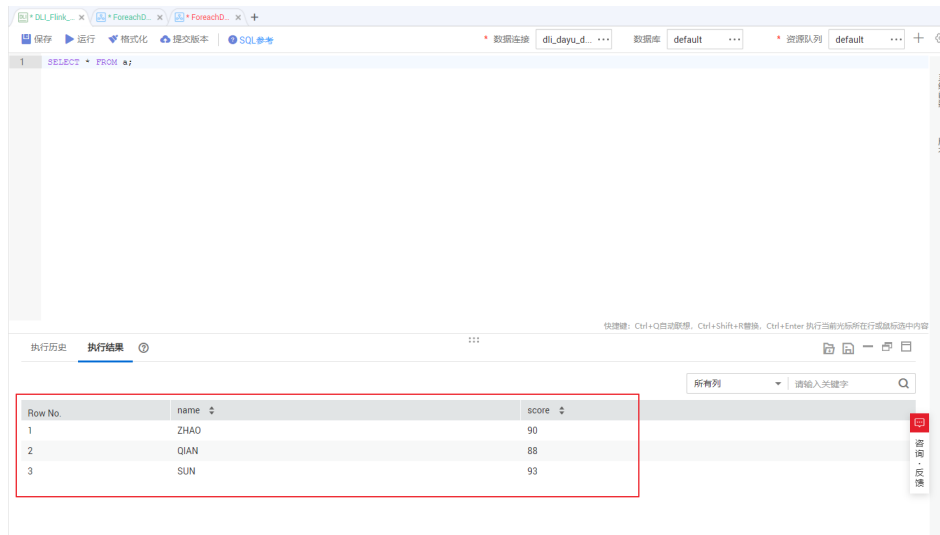 * DLI_Flink_... × * ForeachD... × * ForeachD... × +
保存 运行 格式化 提交版本 SQL参考 * 数据连接 dli_dayu_d... ··· 数据库 default ··· * 资源队列 default ··· +
1 SELECT * FROM a;
快捷键：Ctrl+Q自动联想，Ctrl+Shift+R替换，Ctrl+Enter 执行当前光标所在行或鼠标选中内容
执行历史 执行结果
所有列 请输入关键字
Row No. name score
1 ZHAO 90
2 QIAN 88
3 SUN 93
咨询·反馈